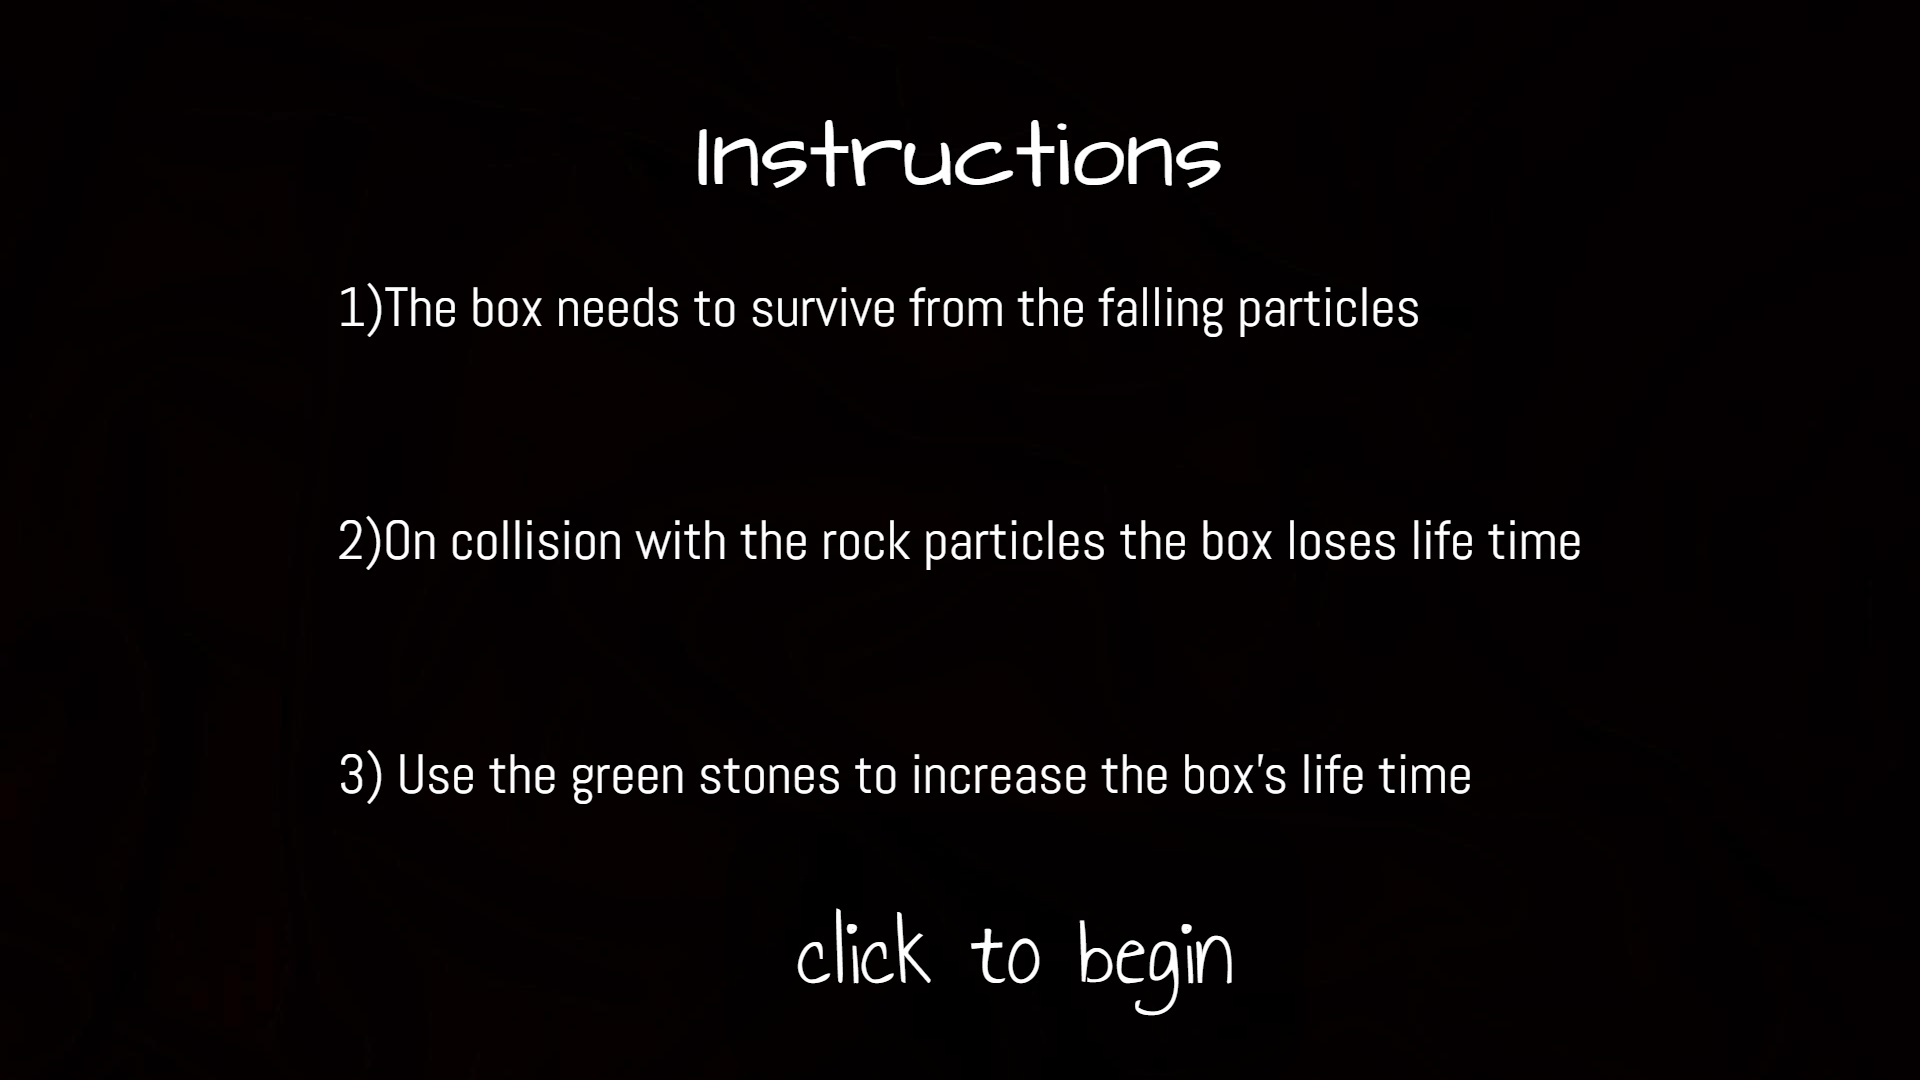 Instructions
1)The box needs to survive from the falling particles
2)On collision with the rock particles the box loses life time
3) Use the green stones to increase the box's life time
click to begin